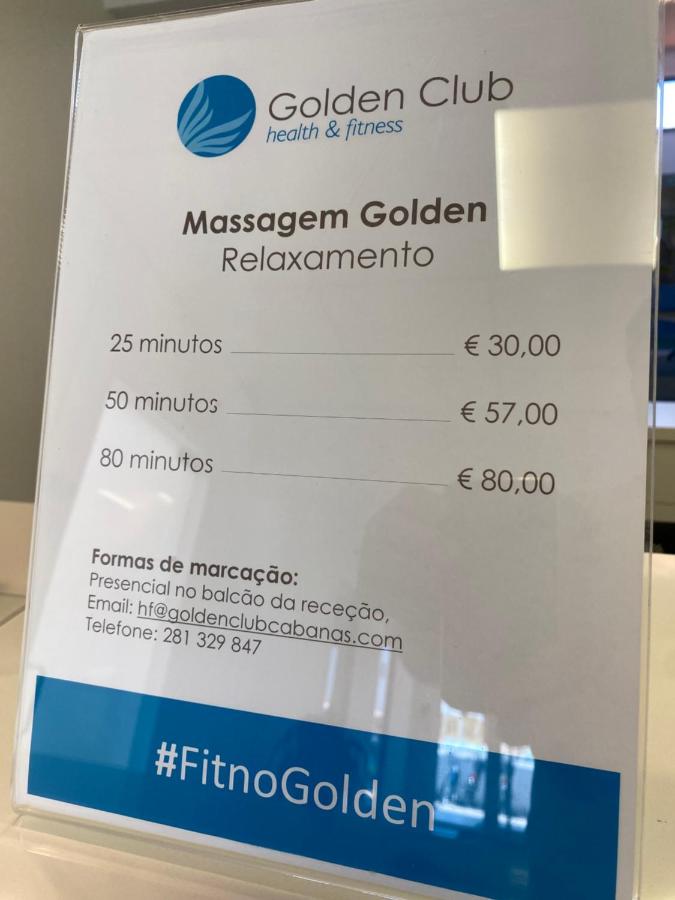 Golden Club
health & fitness
Massagem Golden
Relaxamento
25 minutos € 30,00
50 minutos € 57,00
80 minutos € 80,00
Formas de marcação:
Presencial no balcão da receção,
Email: hf@goldenclubcabanas.com
Telefone: 281 329 847
#FitnoGolden